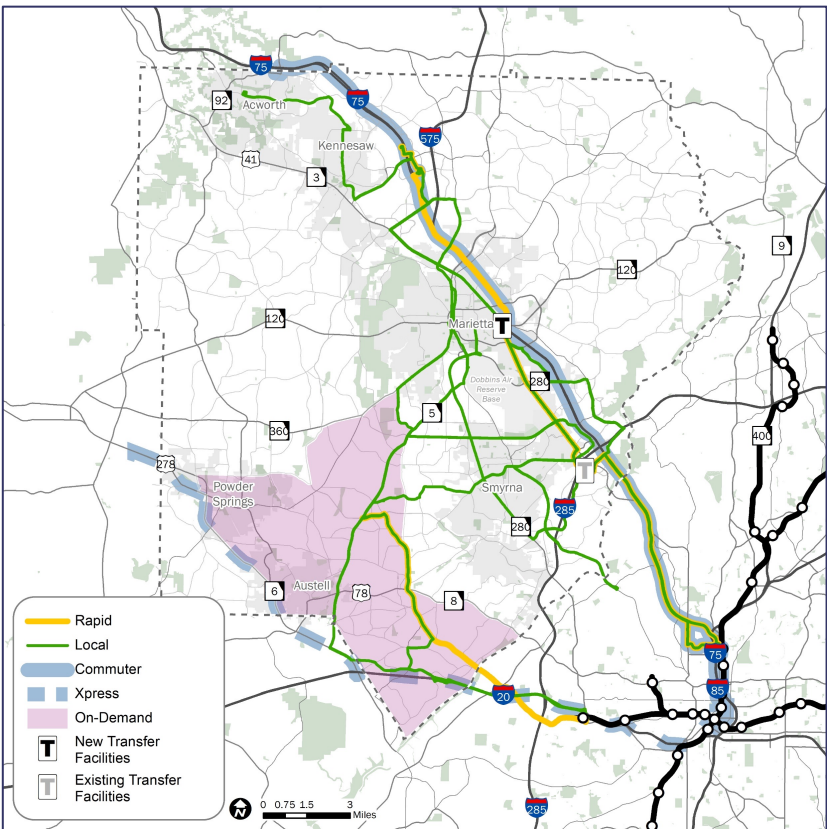 75
92
Acworth
75
575
Kennesaw
41
3
9
120
120
Marietta
T
Dobbins Air
Reserve
Base
280
5
360
400
278
T
Powder
Springs
Smyrna
285
280
6
Austell
78
8
75
85
20
285
Rapid
Local
Commuter
Xpress
On-Demand
T
New Transfer
Facilities
T
Existing Transfer
Facilities
N
0 0.75 1.5 3
Miles